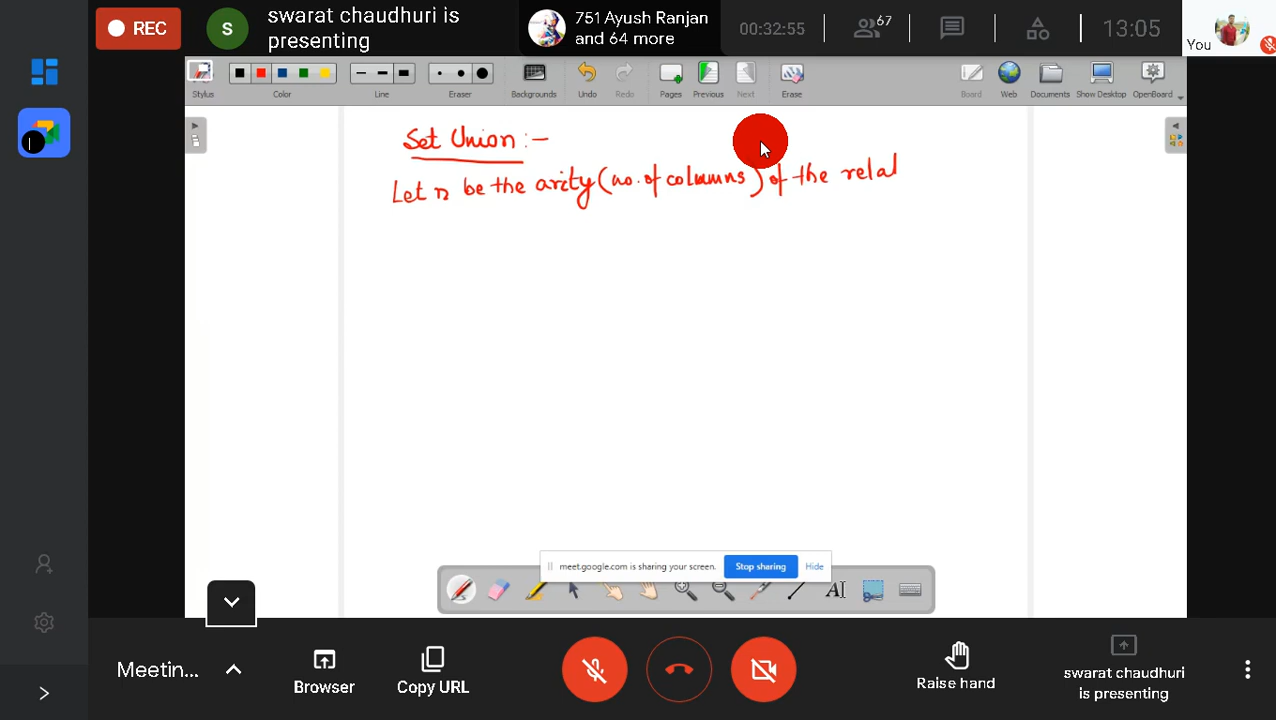 REC
S
swarat chaudhuri is
presenting
751 Ayush Ranjan
and 64 more
00:32:55
67
13:05
You
Stylus
Color
Line
Eraser
Backgrounds
Undo
Redo
Pages
Previous
Next
Erase
Board
Web
Documents
Show Desktop
OpenBoard
Set Union :-
Let n be the arity (no. of columns) of the relat
meet.google.com is sharing your screen.
Stop sharing
Hide
AI
Meetin...
Browser
Copy URL
Raise hand
swarat chaudhuri
is presenting